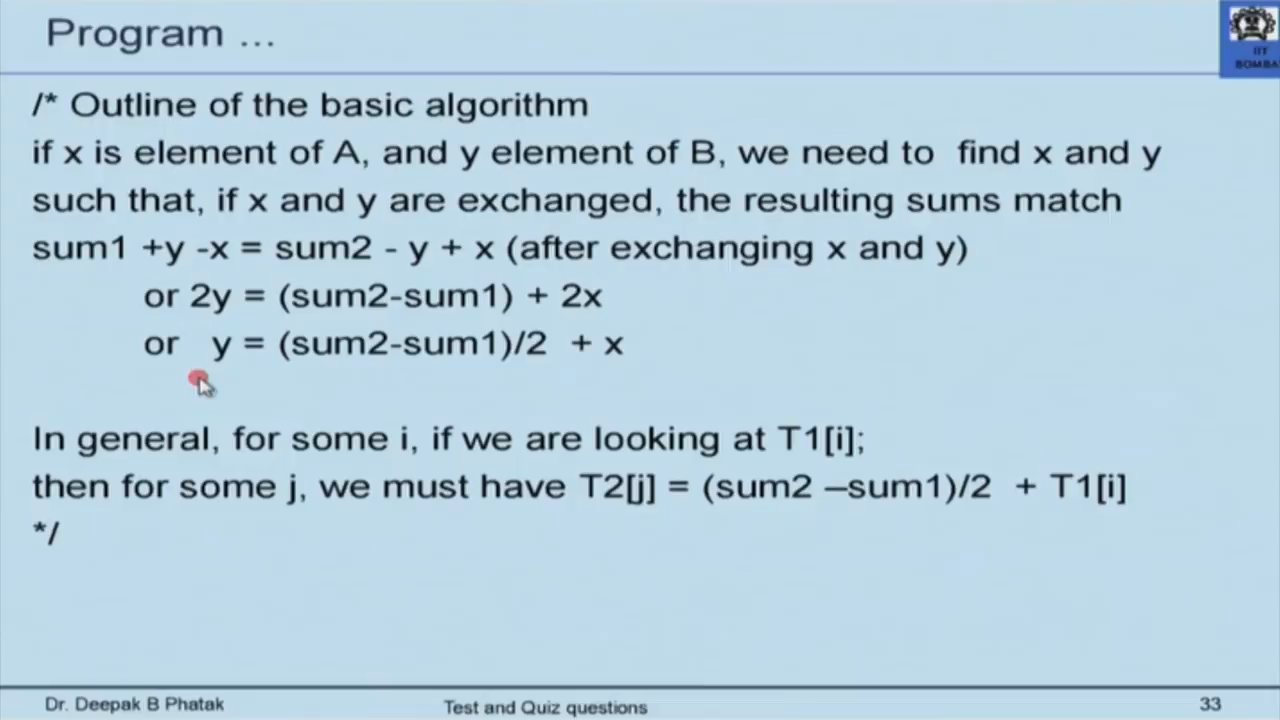 Program ...
IIT
BOMBA
/* Outline of the basic algorithm
if x is element of A, and y element of B, we need to find x and y
such that, if x and y are exchanged, the resulting sums match
sum1 +y -x = sum2 - y + x (after exchanging x and y)
or 2y = (sum2-sum1) + 2x
or y = (sum2-sum1)/2 + x
In general, for some i, if we are looking at T1[i];
then for some j, we must have T2[j] = (sum2 –sum1)/2 + T1[i]
*/
Dr. Deepak B Phatak
Test and Quiz questions
33